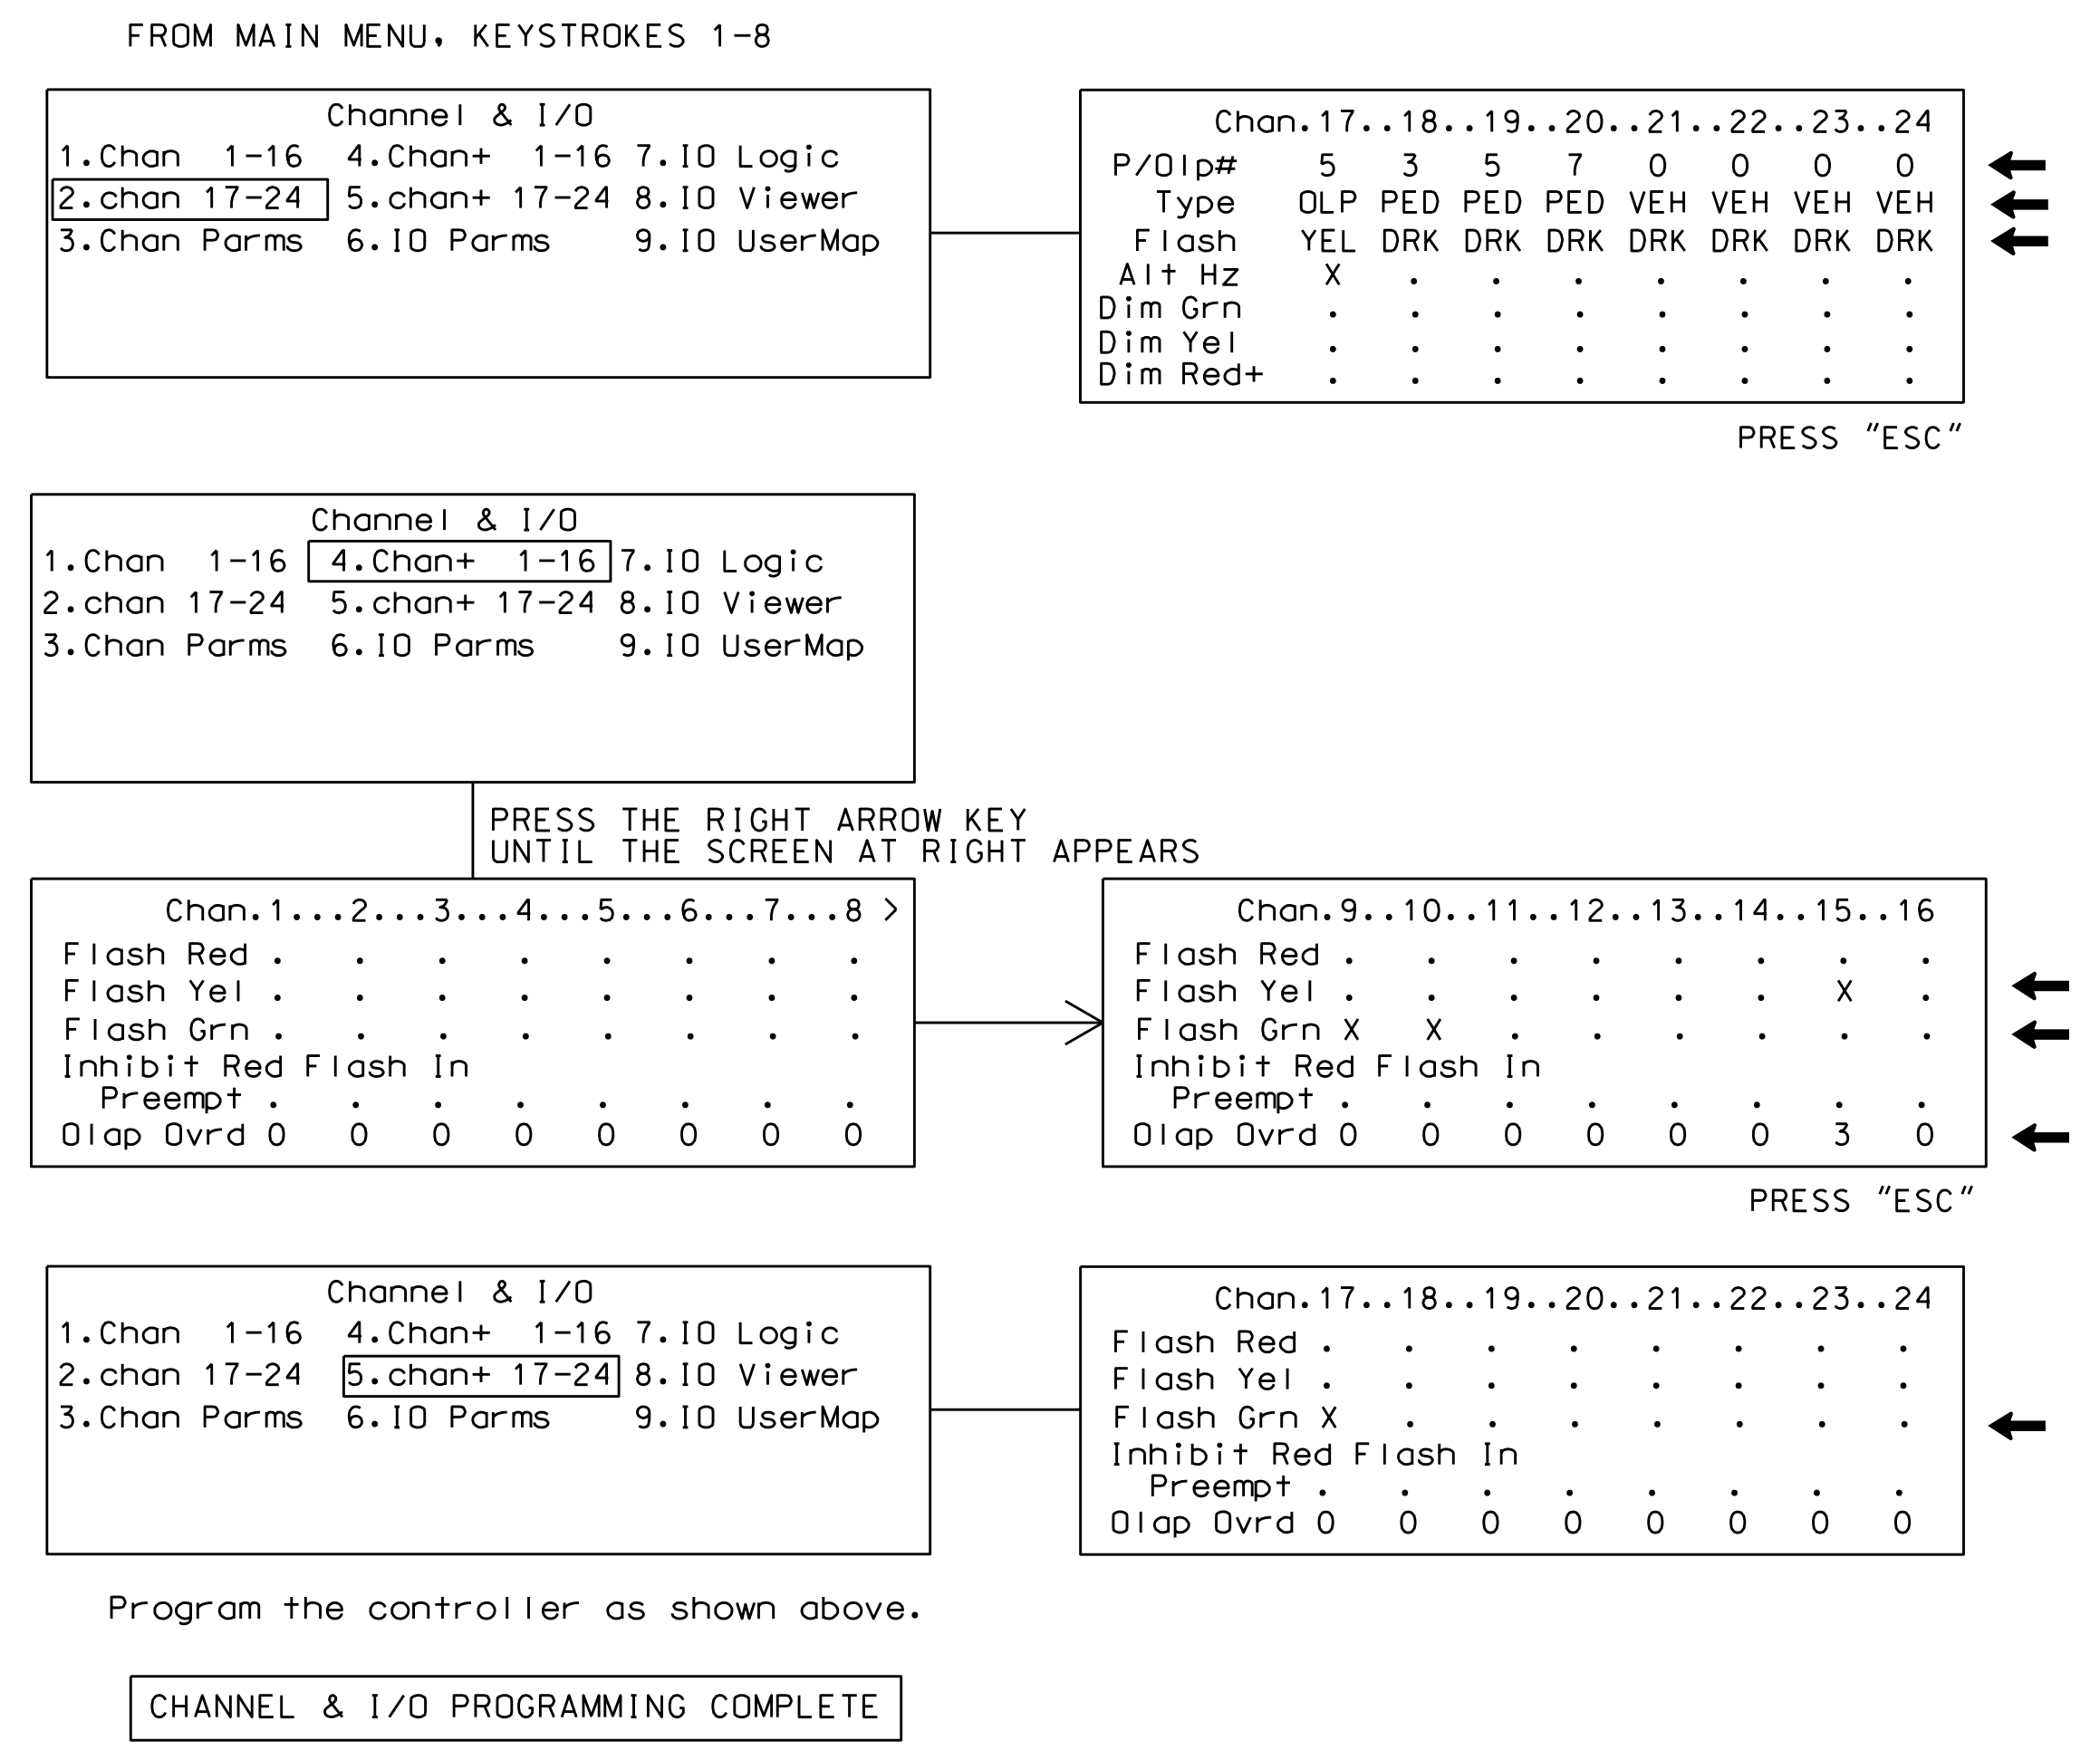 FROM MAIN MENU, KEYSTROKES 1-8
Channel & I/O
1.Chan 1-16 4.Chan+ 1-16 7.IO Logic
2.chan 17-24 5.chan+ 17-24 8.IO Viewer
3.Chan Parms 6.IO Parms 9.IO UserMap
Chan.17..18..19..20..21..22..23..24
P/Olp# 5 3 5 7 0 0 0 0
Type OLP PED PED PED VEH VEH VEH VEH
Flash YEL DRK DRK DRK DRK DRK DRK DRK
Alt Hz X . . . . . . .
Dim Grn . . . . . . . .
Dim Yel . . . . . . . .
Dim Red+ . . . . . . . .
PRESS "ESC"
Channel & I/O
1.Chan 1-16 4.Chan+ 1-16 7.IO Logic
2.chan 17-24 5.chan+ 17-24 8.IO Viewer
3.Chan Parms 6.IO Parms 9.IO UserMap
PRESS THE RIGHT ARROW KEY
UNTIL THE SCREEN AT RIGHT APPEARS
Chan.1...2...3...4...5...6...7...8 >
Flash Red . . . . . . . .
Flash Yel . . . . . . . .
Flash Grn . . . . . . . .
Inhibit Red Flash In
Preempt . . . . . . . .
Olap Ovrd 0 0 0 0 0 0 0 0
Chan.9..10..11..12..13..14..15..16
Flash Red . . . . . . . .
Flash Yel . . . . . . X .
Flash Grn X X . . . . . .
Inhibit Red Flash In
Preempt . . . . . . . .
Olap Ovrd 0 0 0 0 0 0 3 0
PRESS "ESC"
Channel & I/O
1.Chan 1-16 4.Chan+ 1-16 7.IO Logic
2.chan 17-24 5.chan+ 17-24 8.IO Viewer
3.Chan Parms 6.IO Parms 9.IO UserMap
Chan.17..18..19..20..21..22..23..24
Flash Red . . . . . . . .
Flash Yel . . . . . . . .
Flash Grn X . . . . . . .
Inhibit Red Flash In
Preempt . . . . . . . .
Olap Ovrd 0 0 0 0 0 0 0 0
Program the controller as shown above.
CHANNEL & I/O PROGRAMMING COMPLETE